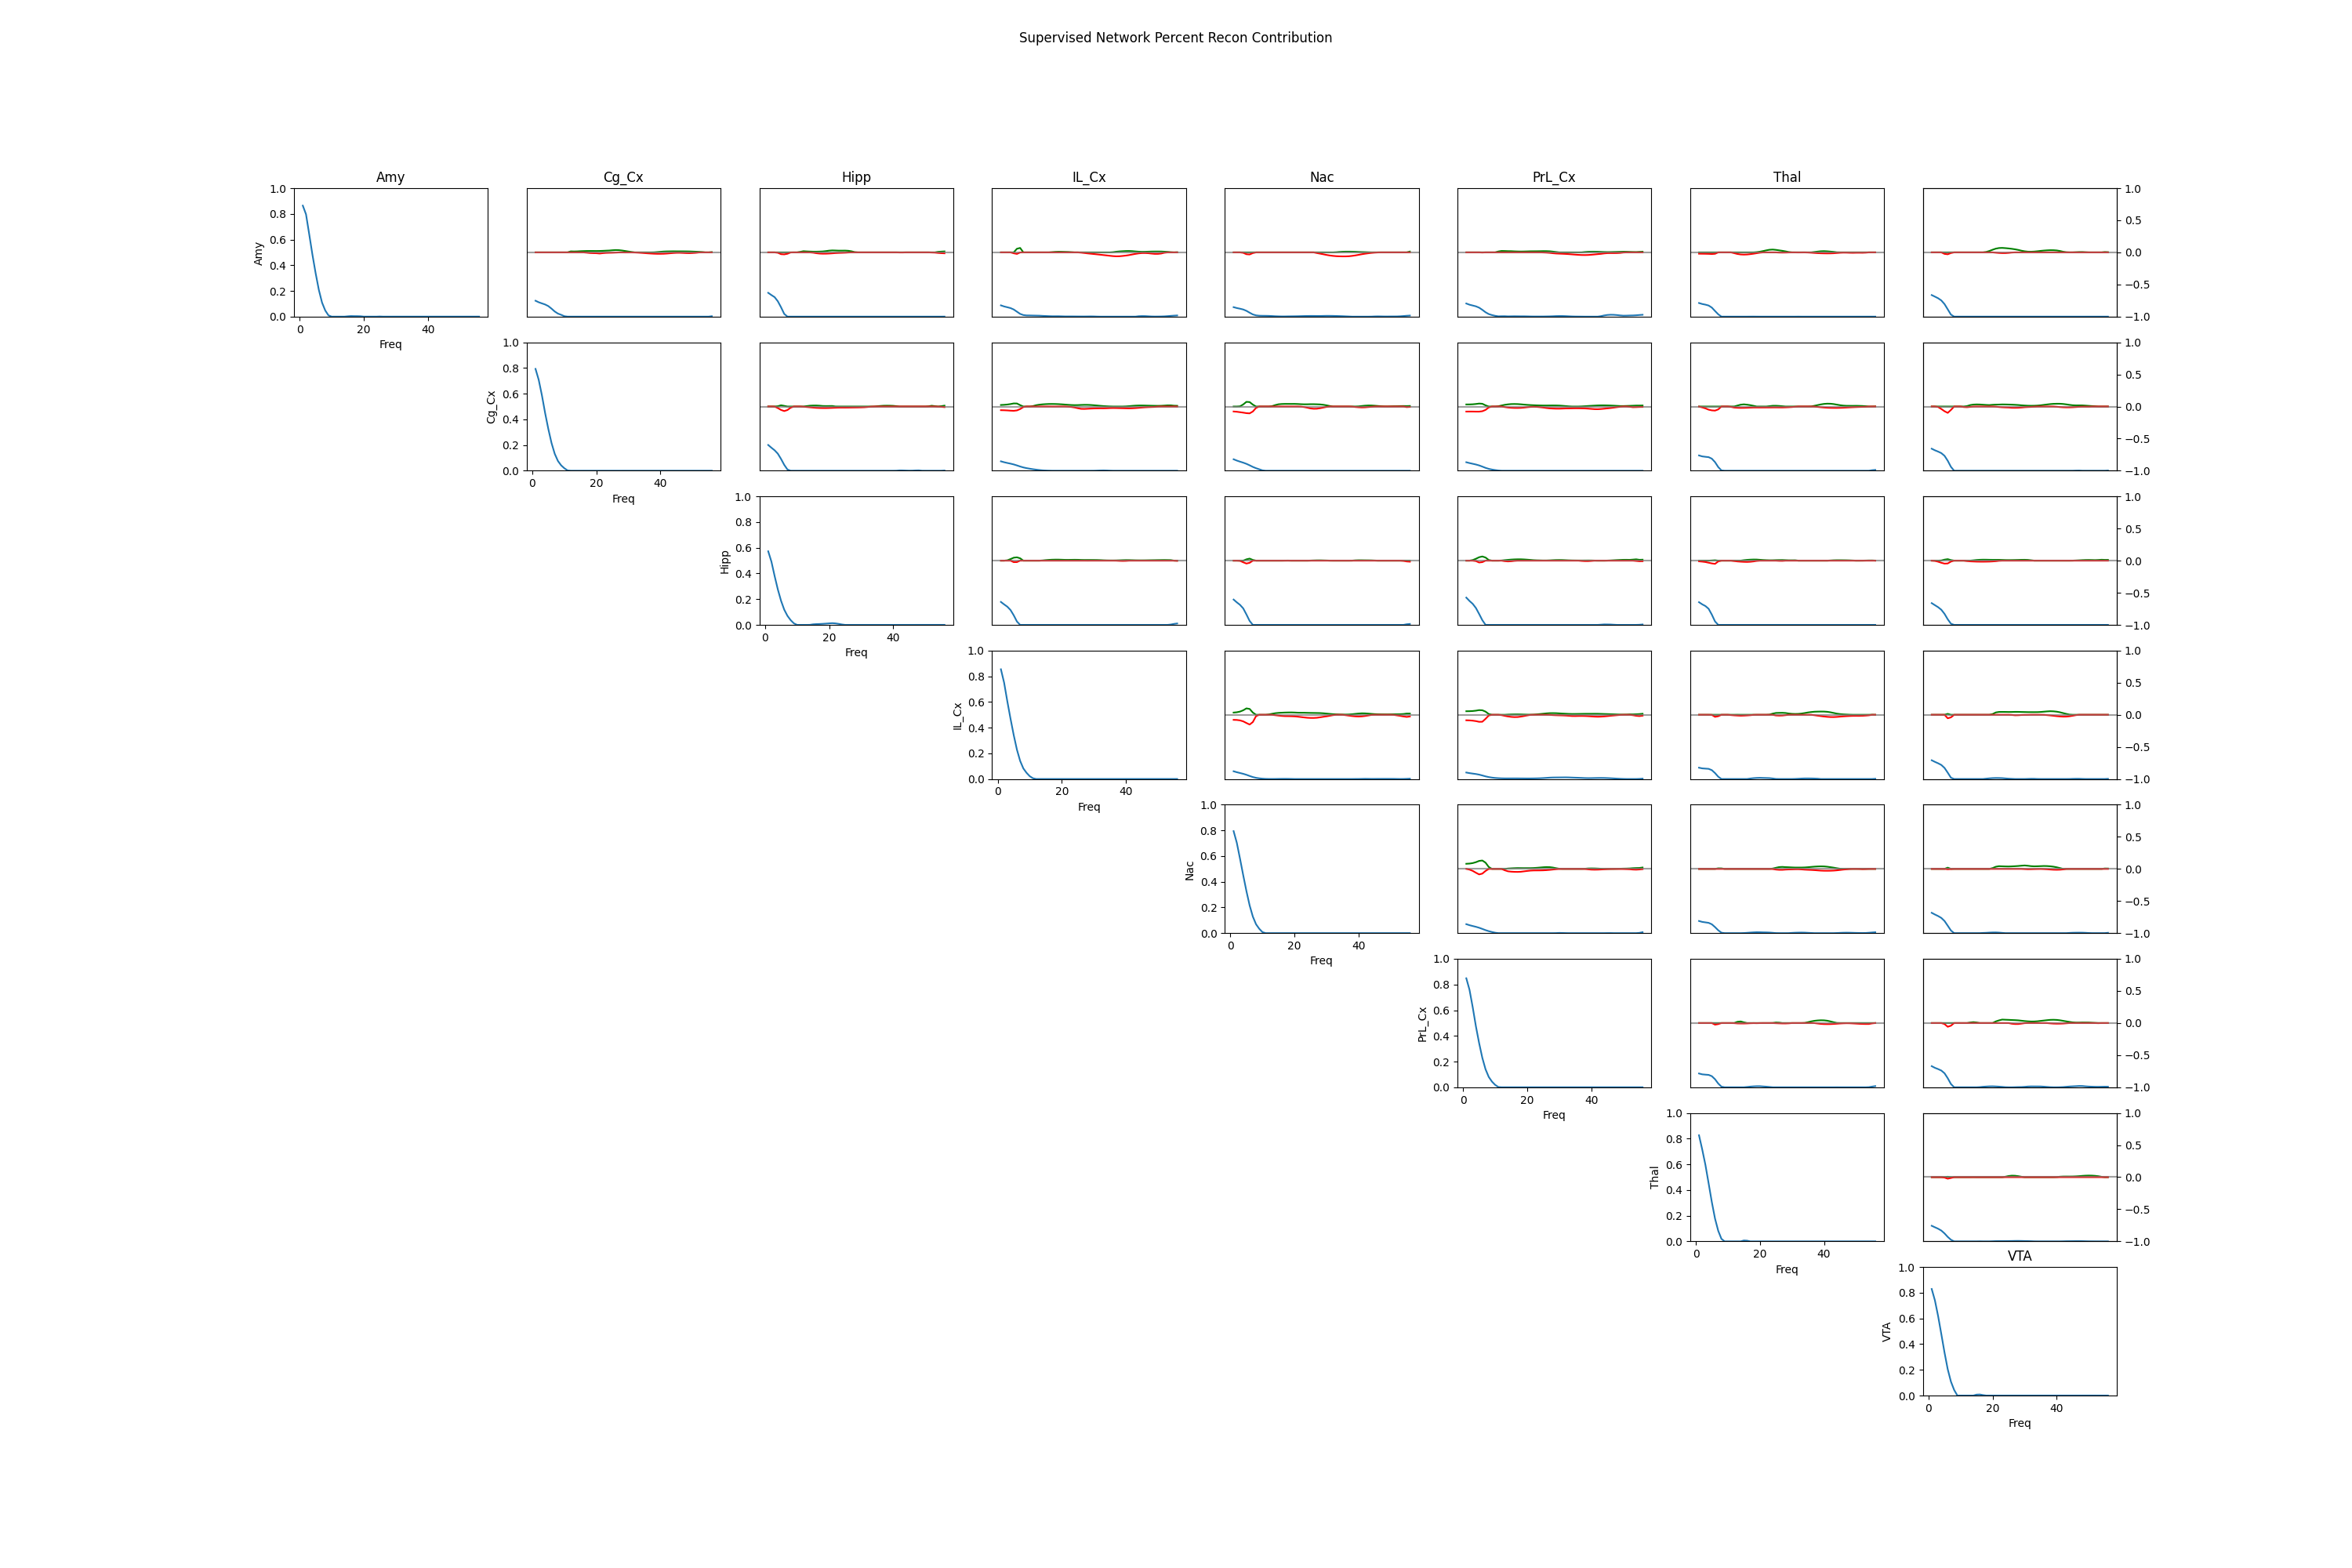 Supervised Network Percent Recon Contribution
Amy Cg_Cx Hipp IL_Cx Nac PrL_Cx Thal
1.0 0.8 0.6 0.4 0.2 0.0
Amy
0 20 40
Freq
1.0 0.5 0.0 −0.5 −1.0
1.0 0.8 0.6 0.4 0.2 0.0
Cg_Cx
0 20 40
Freq
1.0 0.5 0.0 −0.5 −1.0
1.0 0.8 0.6 0.4 0.2 0.0
Hipp
0 20 40
Freq
1.0 0.5 0.0 −0.5 −1.0
1.0 0.8 0.6 0.4 0.2 0.0
IL_Cx
0 20 40
Freq
1.0 0.5 0.0 −0.5 −1.0
1.0 0.8 0.6 0.4 0.2 0.0
Nac
0 20 40
Freq
1.0 0.5 0.0 −0.5 −1.0
1.0 0.8 0.6 0.4 0.2 0.0
PrL_Cx
0 20 40
Freq
1.0 0.5 0.0 −0.5 −1.0
1.0 0.8 0.6 0.4 0.2 0.0
Thal
0 20 40
Freq
1.0 0.5 0.0 −0.5 −1.0
VTA
1.0 0.8 0.6 0.4 0.2 0.0
VTA
0 20 40
Freq